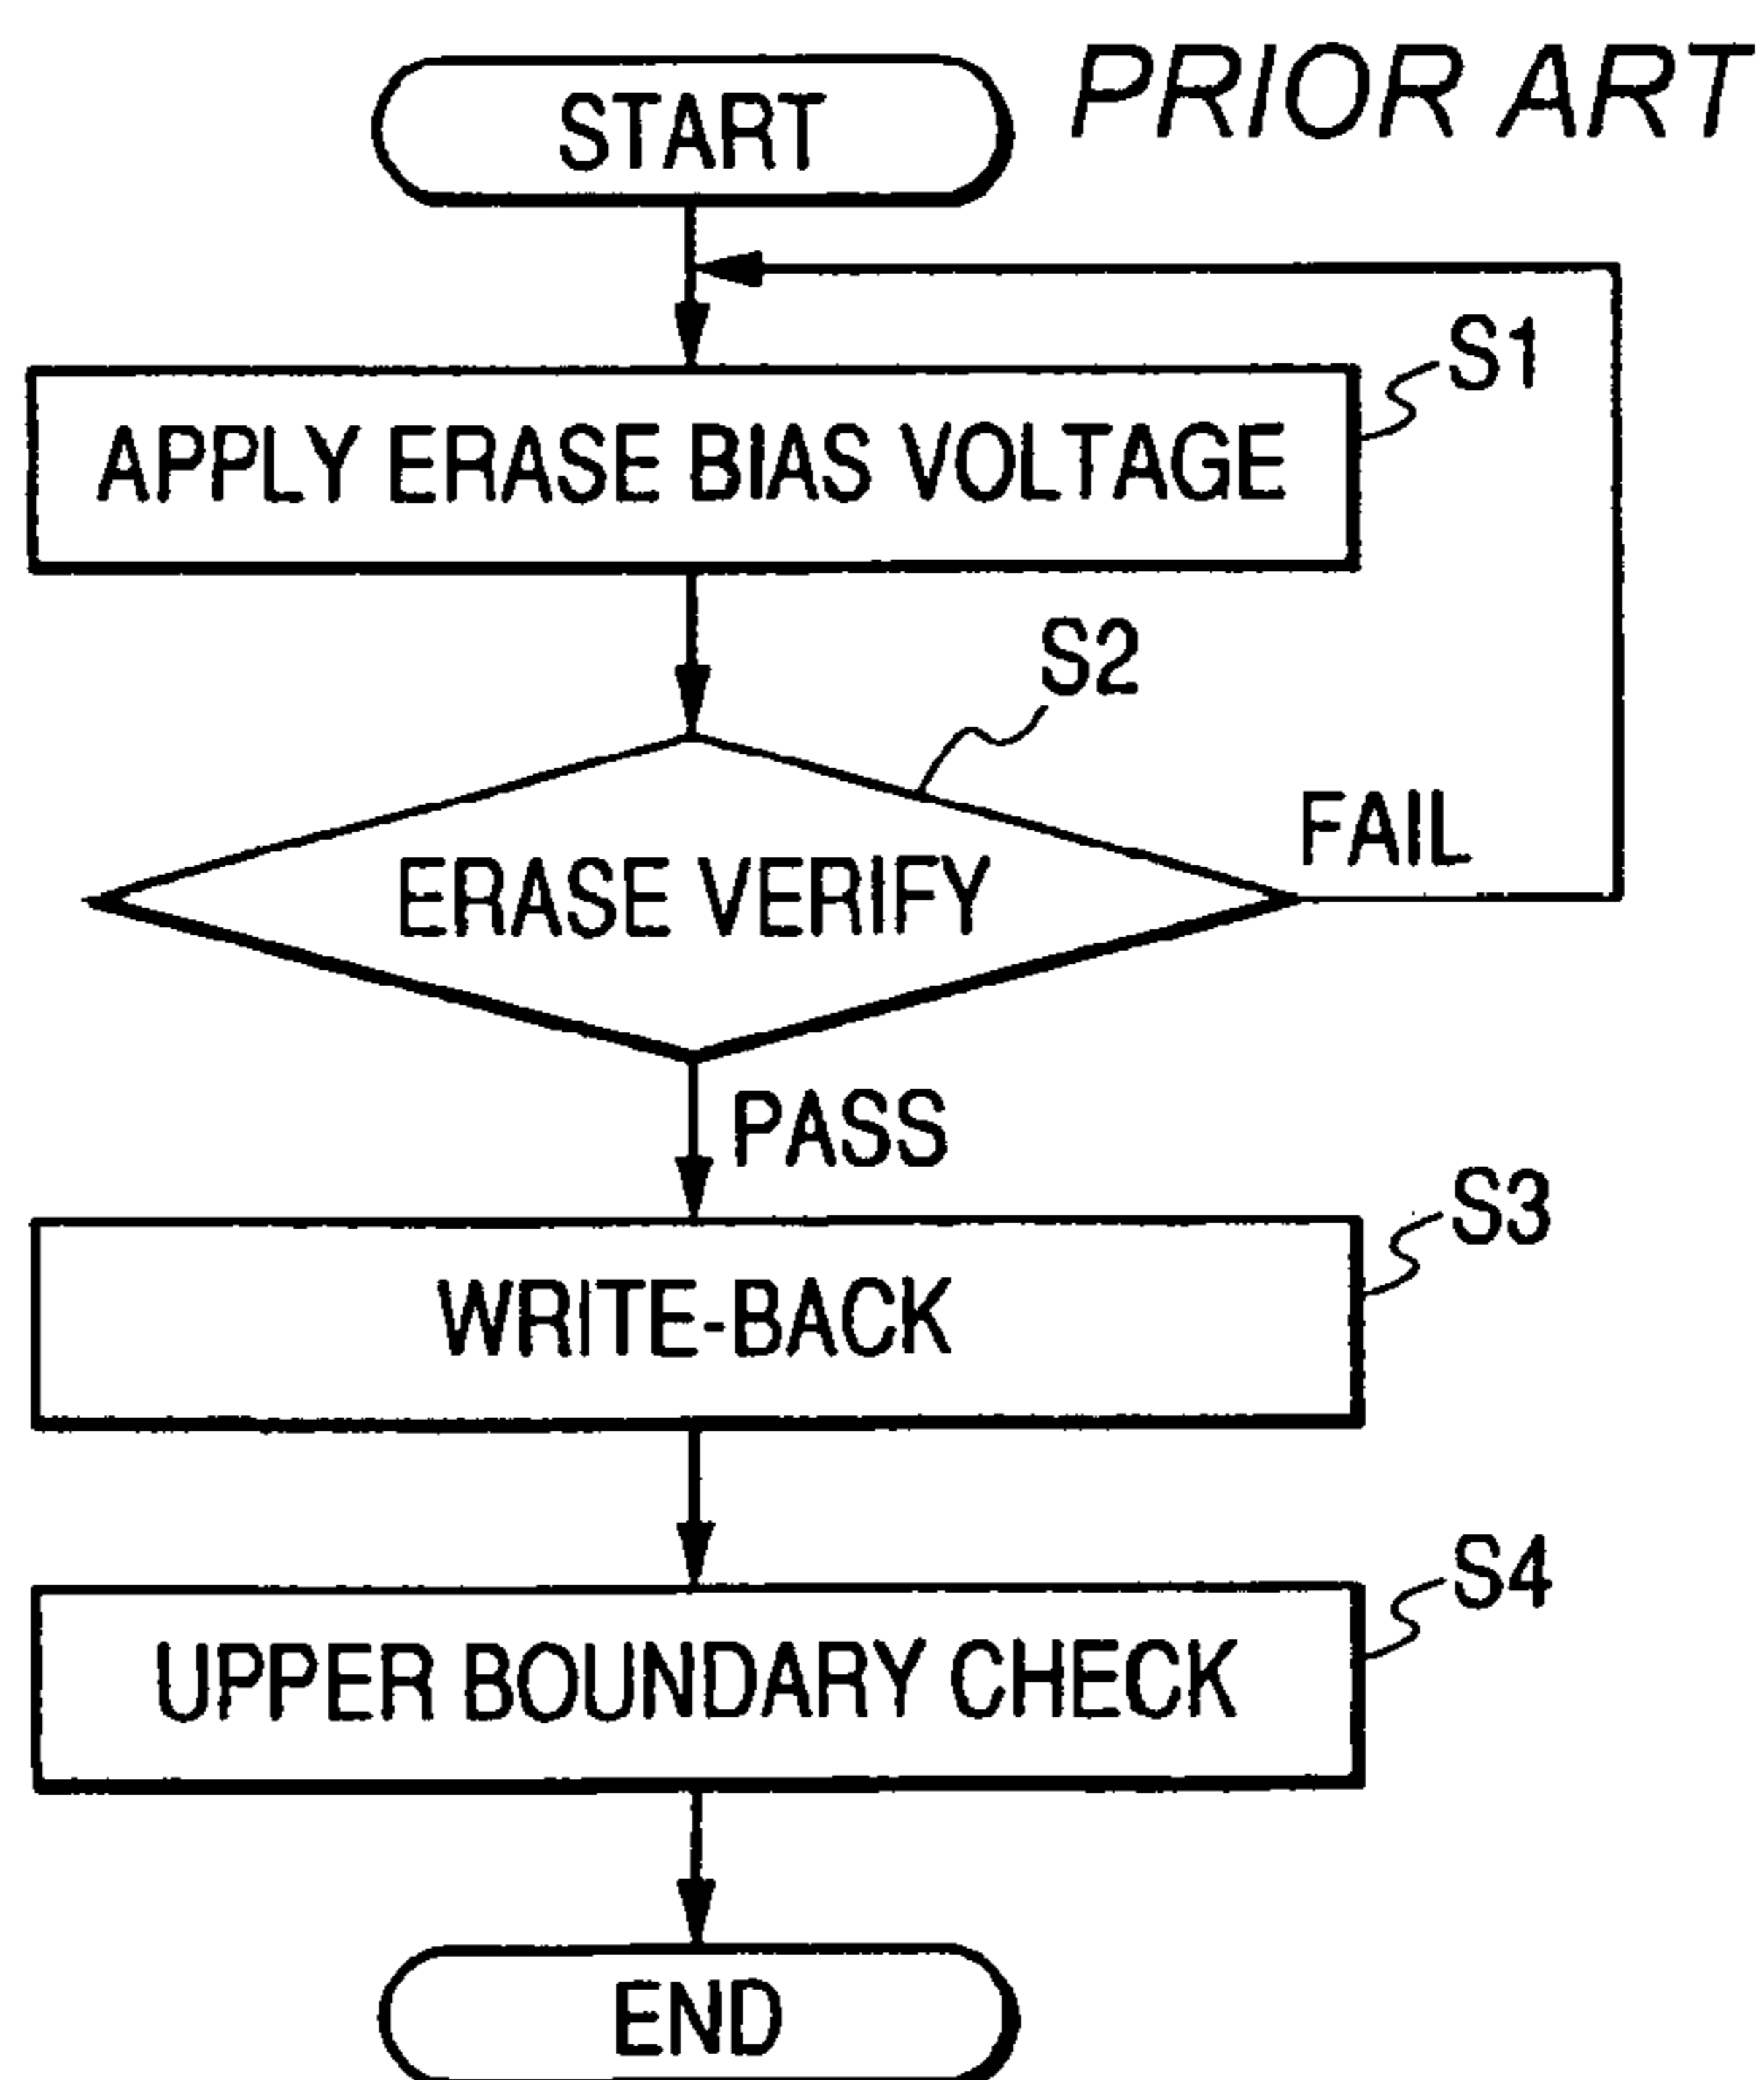 PRIOR ART
START
S1
APPLY ERASE BIAS VOLTAGE
S2
FAIL
ERASE VERIFY
PASS
S3
WRITE-BACK
S4
UPPER BOUNDARY CHECK
END